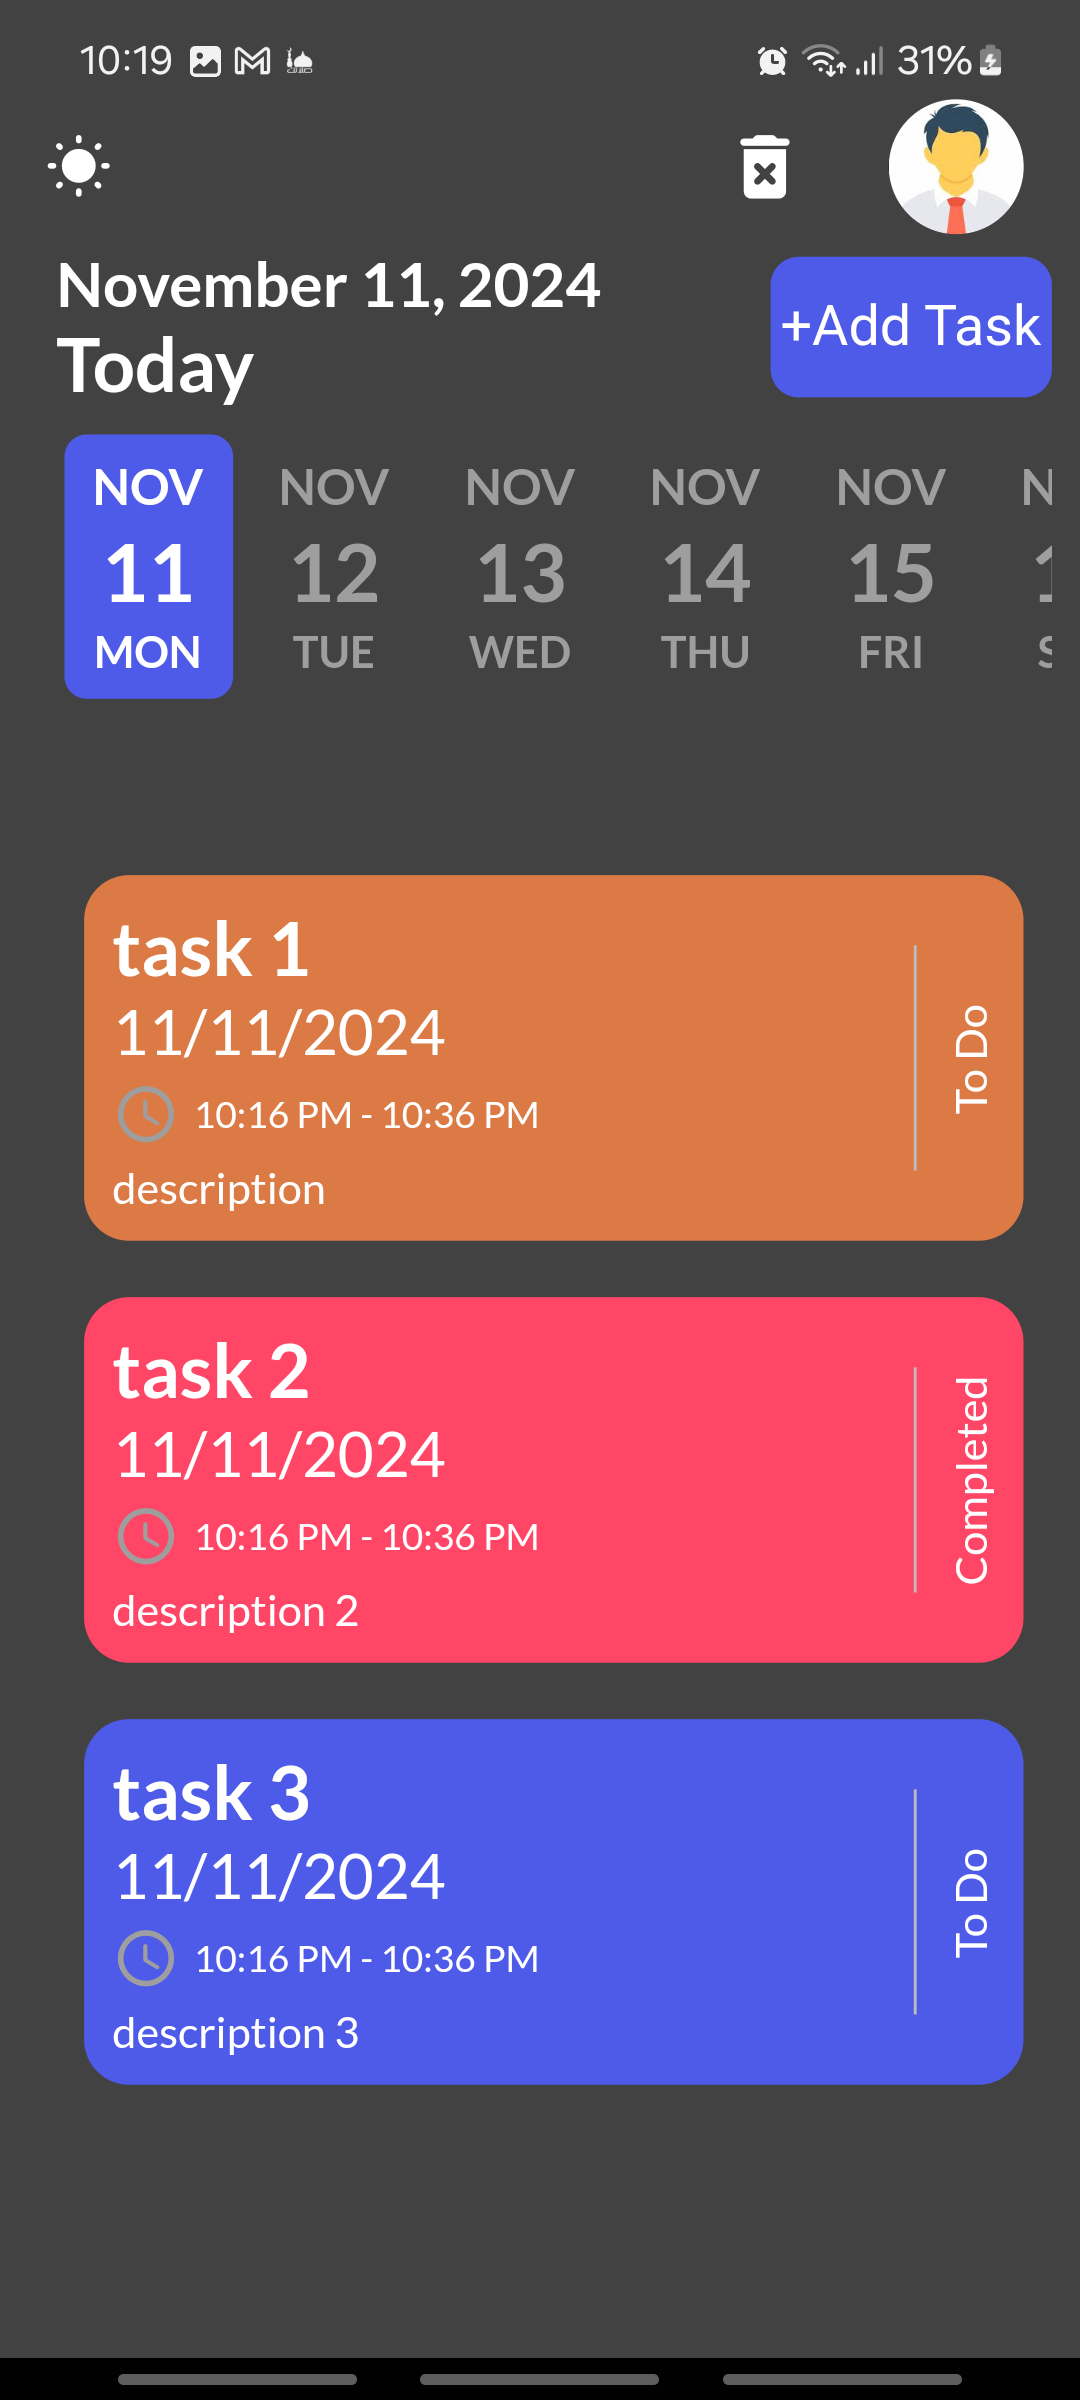 10:19 31%
November 11, 2024
Today
+Add Task
NOV NOV NOV NOV NOV N
11 12 13 14 15 1
MON TUE WED THU FRI S
task 1
11/11/2024
10:16 PM - 10:36 PM
description
To Do
task 2
11/11/2024
10:16 PM - 10:36 PM
description 2
Completed
task 3
11/11/2024
10:16 PM - 10:36 PM
description 3
To Do